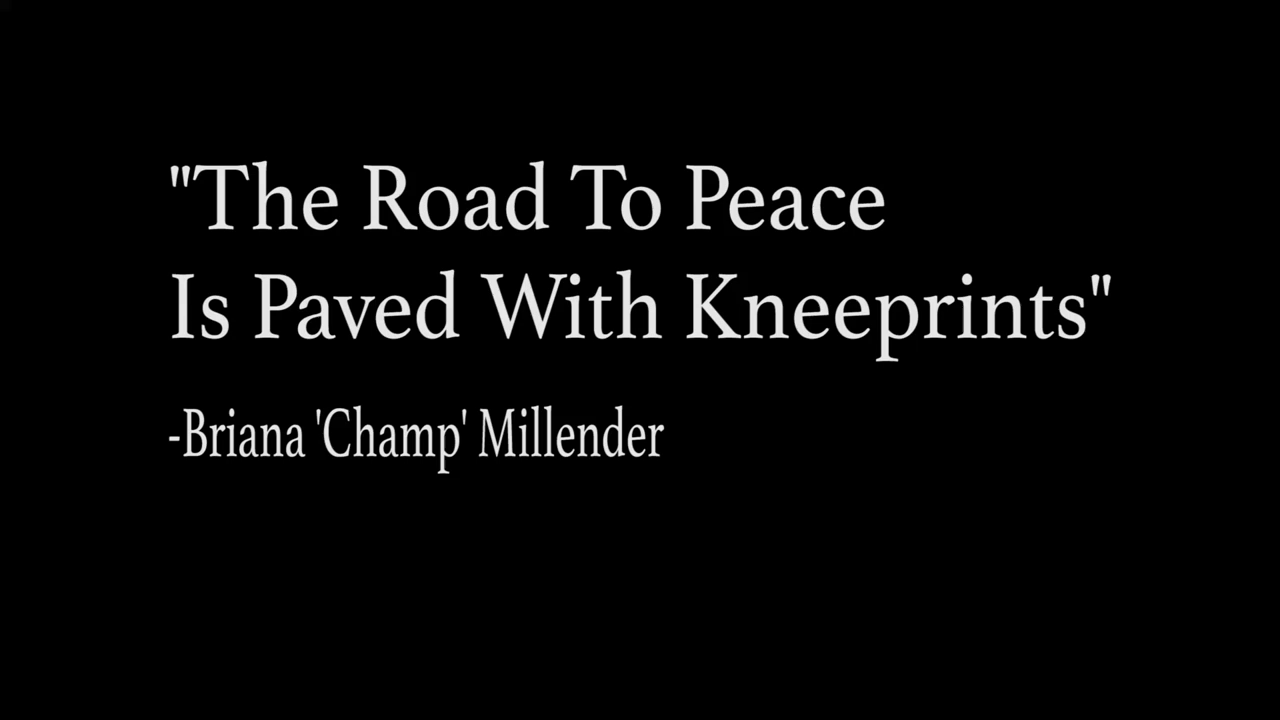 "The Road To Peace
Is Paved With Kneeprints"
-Briana 'Champ' Millender